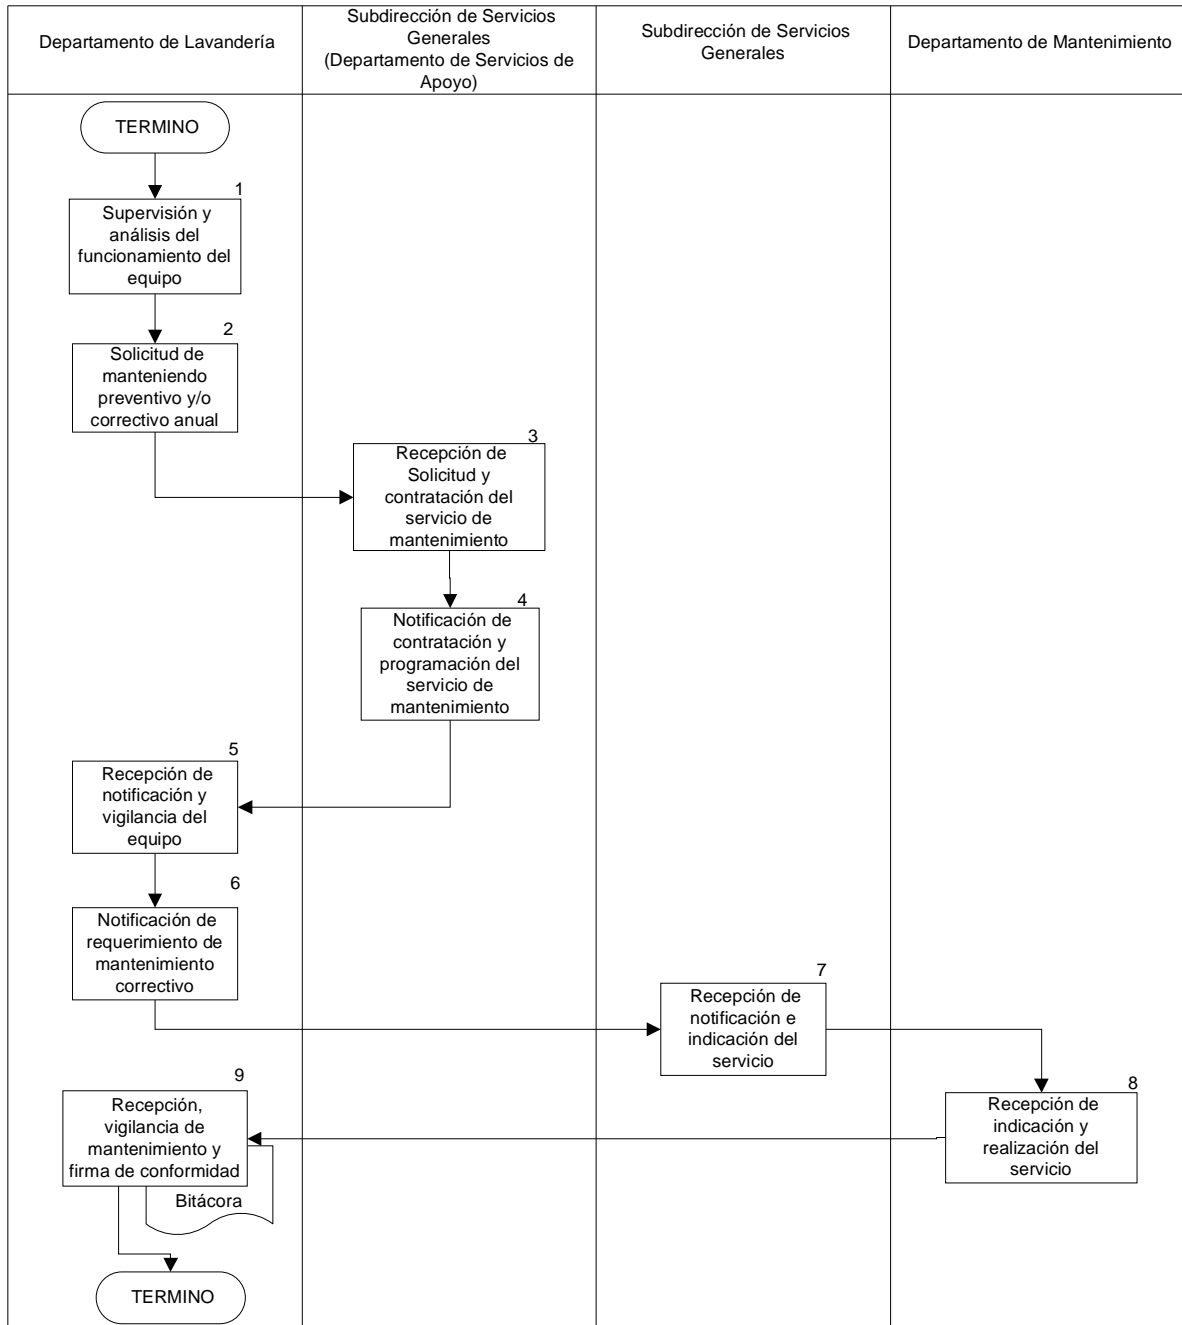 Departamento de Lavandería
Subdirección de Servicios
Generales
(Departamento de Servicios de
Apoyo)
Subdirección de Servicios
Generales
Departamento de Mantenimiento
TERMINO
1
Supervisión y
análisis del
funcionamiento del
equipo
2
Solicitud de
manteniendo
preventivo y/o
correctivo anual
3
Recepción de
Solicitud y
contratación del
servicio de
mantenimiento
4
Notificación de
contratación y
programación del
servicio de
mantenimiento
5
Recepción de
notificación y
vigilancia del
equipo
6
Notificación de
requerimiento de
mantenimiento
correctivo
7
Recepción de
notificación e
indicación del
servicio
8
Recepción de
indicación y
realización del
servicio
9
Recepción,
vigilancia de
mantenimiento y
firma de conformidad
Bitácora
TERMINO